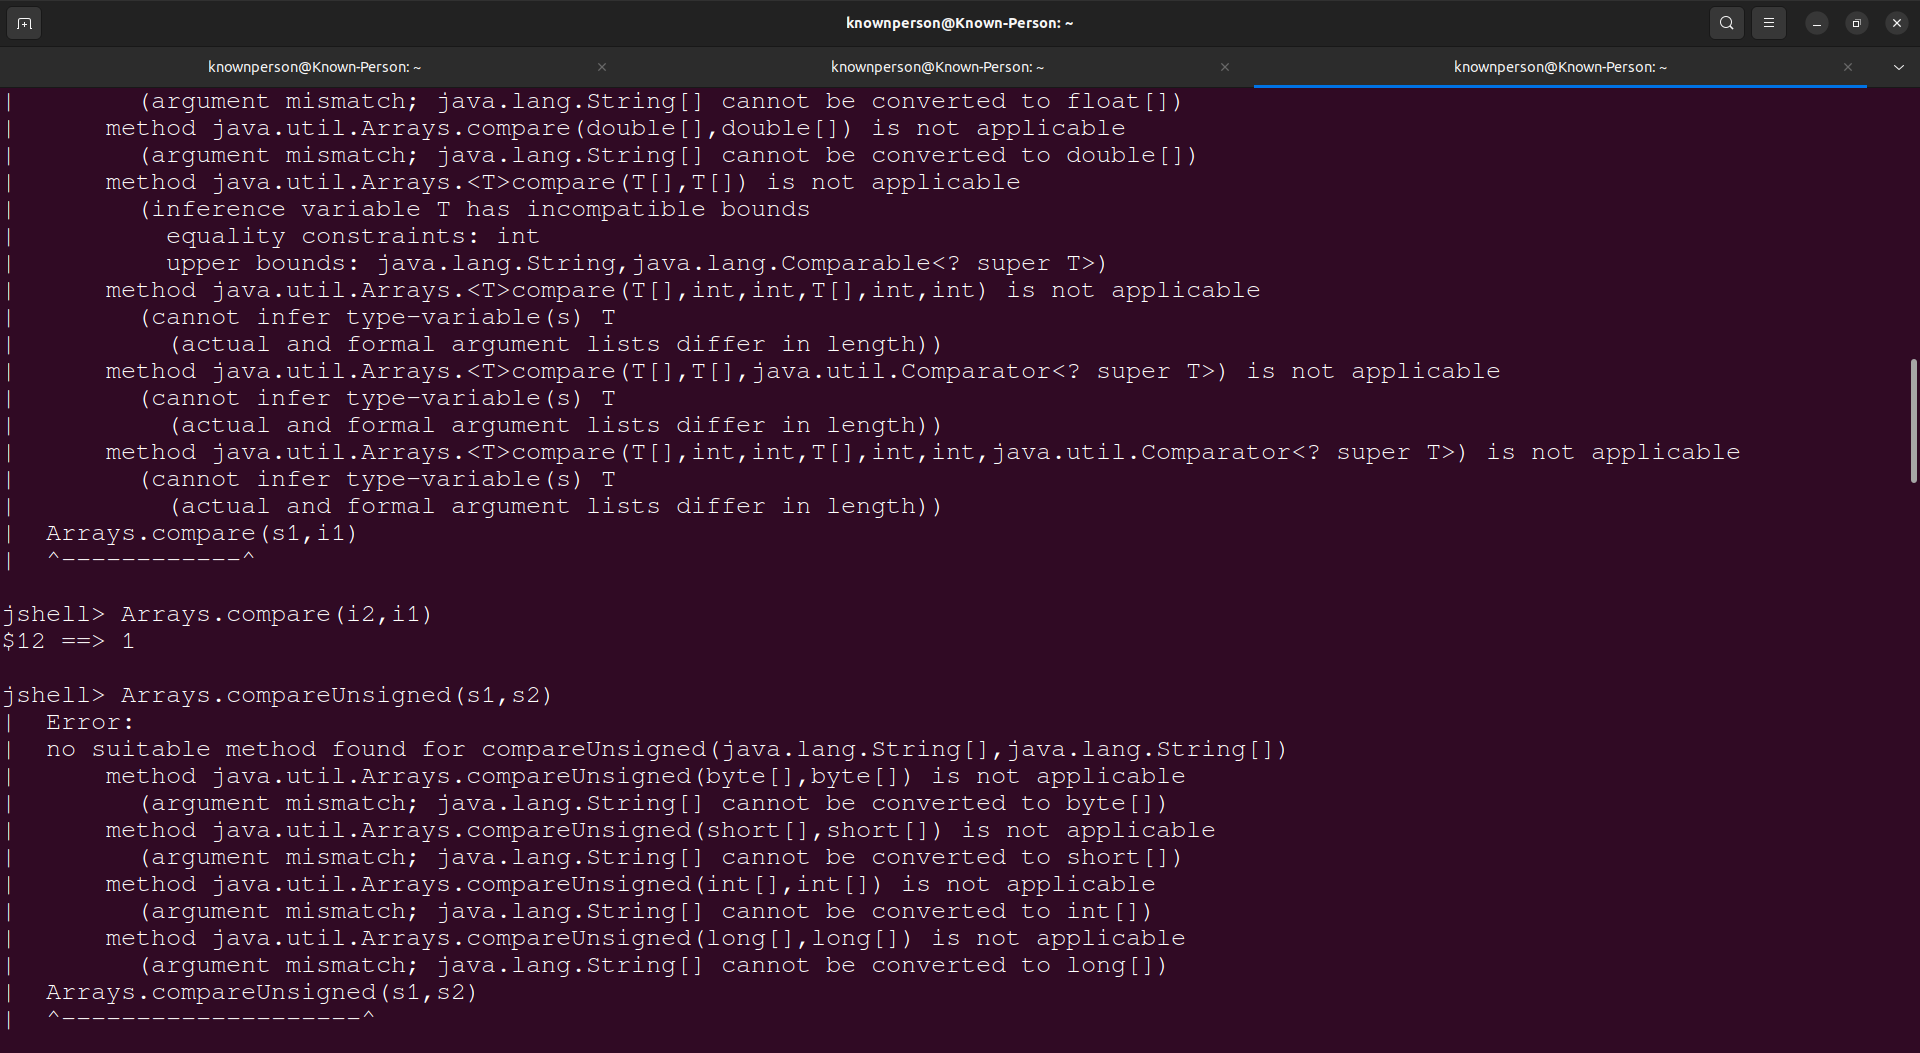 knownperson@Known-Person: ~
knownperson@Known-Person: ~
knownperson@Known-Person: ~
knownperson@Known-Person: ~
|         (argument mismatch; java.lang.String[] cannot be converted to float[])
|       method java.util.Arrays.compare(double[],double[]) is not applicable
|         (argument mismatch; java.lang.String[] cannot be converted to double[])
|       method java.util.Arrays.<T>compare(T[],T[]) is not applicable
|         (inference variable T has incompatible bounds
|           equality constraints: int
|           upper bounds: java.lang.String,java.lang.Comparable<? super T>)
|       method java.util.Arrays.<T>compare(T[],int,int,T[],int,int) is not applicable
|         (cannot infer type-variable(s) T
|           (actual and formal argument lists differ in length))
|       method java.util.Arrays.<T>compare(T[],T[],java.util.Comparator<? super T>) is not applicable
|         (cannot infer type-variable(s) T
|           (actual and formal argument lists differ in length))
|       method java.util.Arrays.<T>compare(T[],int,int,T[],int,int,java.util.Comparator<? super T>) is not applicable
|         (cannot infer type-variable(s) T
|           (actual and formal argument lists differ in length))
|   Arrays.compare(s1,i1)
|   ^------------^
jshell> Arrays.compare(i2,i1)
$12 ==> 1
jshell> Arrays.compareUnsigned(s1,s2)
|   Error:
|   no suitable method found for compareUnsigned(java.lang.String[],java.lang.String[])
|       method java.util.Arrays.compareUnsigned(byte[],byte[]) is not applicable
|         (argument mismatch; java.lang.String[] cannot be converted to byte[])
|       method java.util.Arrays.compareUnsigned(short[],short[]) is not applicable
|         (argument mismatch; java.lang.String[] cannot be converted to short[])
|       method java.util.Arrays.compareUnsigned(int[],int[]) is not applicable
|         (argument mismatch; java.lang.String[] cannot be converted to int[])
|       method java.util.Arrays.compareUnsigned(long[],long[]) is not applicable
|         (argument mismatch; java.lang.String[] cannot be converted to long[])
|   Arrays.compareUnsigned(s1,s2)
|   ^--------------------^